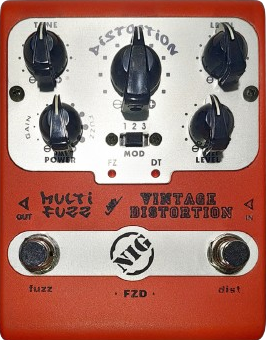 DISTORTION
TONE
LEVEL
1 2 3
MOD
GAIN
POWER
LEVEL
FZ
DT
OUT
MULTI
FUZZ
VINTAGE
DISTORTION
IN
NIG
fuzz
· FZD ·
dist